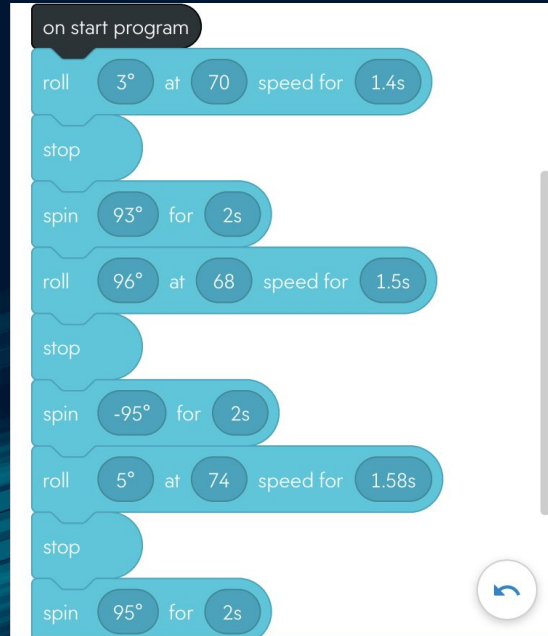 on start program
roll 3° at 70 speed for 1.4s
stop
spin 93° for 2s
roll 96° at 68 speed for 1.5s
stop
spin -95° for 2s
roll 5° at 74 speed for 1.58s
stop
spin 95° for 2s